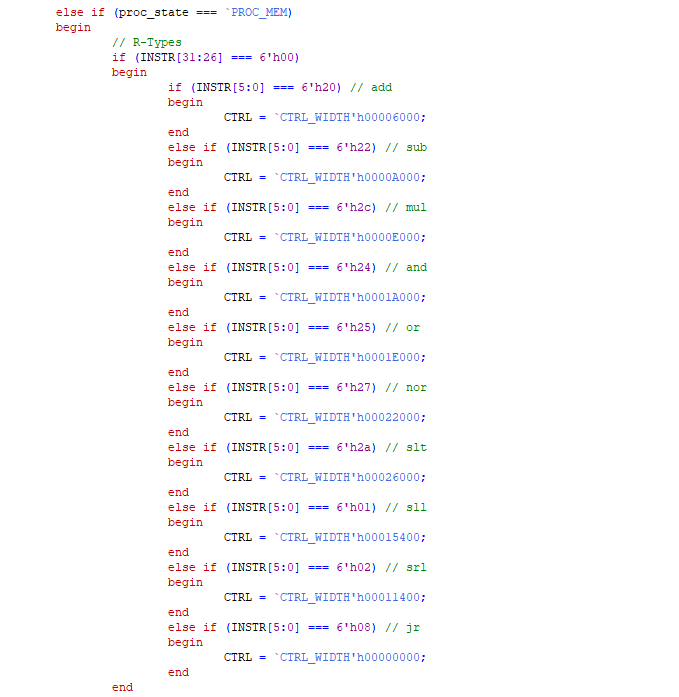 else if (proc_state === `PROC_MEM)
begin
// R-Types
if (INSTR[31:26] === 6'h00)
begin
if (INSTR[5:0] === 6'h20) // add
begin
CTRL = `CTRL_WIDTH'h00006000;
end
else if (INSTR[5:0] === 6'h22) // sub
begin
CTRL = `CTRL_WIDTH'h0000A000;
end
else if (INSTR[5:0] === 6'h2c) // mul
begin
CTRL = `CTRL_WIDTH'h0000E000;
end
else if (INSTR[5:0] === 6'h24) // and
begin
CTRL = `CTRL_WIDTH'h0001A000;
end
else if (INSTR[5:0] === 6'h25) // or
begin
CTRL = `CTRL_WIDTH'h0001E000;
end
else if (INSTR[5:0] === 6'h27) // nor
begin
CTRL = `CTRL_WIDTH'h00022000;
end
else if (INSTR[5:0] === 6'h2a) // slt
begin
CTRL = `CTRL_WIDTH'h00026000;
end
else if (INSTR[5:0] === 6'h01) // sll
begin
CTRL = `CTRL_WIDTH'h00015400;
end
else if (INSTR[5:0] === 6'h02) // srl
begin
CTRL = `CTRL_WIDTH'h00011400;
end
else if (INSTR[5:0] === 6'h08) // jr
begin
CTRL = `CTRL_WIDTH'h00000000;
end
end